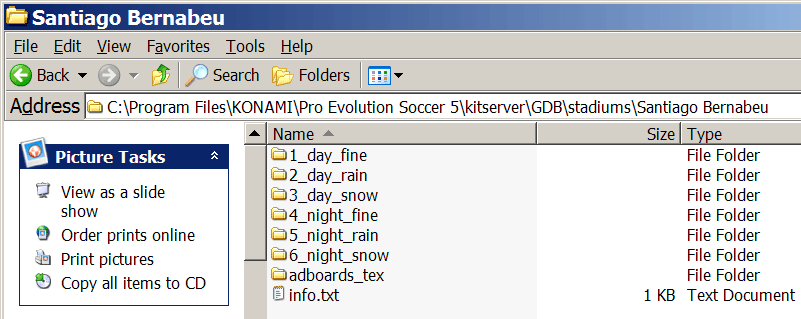 Santiago Bernabeu
File Edit View Favorites Tools Help
Back Search Folders
Address C:\Program Files\KONAMI\Pro Evolution Soccer 5\kitserver\GDB\stadiums\Santiago Bernabeu
Picture Tasks
View as a slide
show
Order prints online
Print pictures
Copy all items to CD
Name Size Type
1_day_fine File Folder
2_day_rain File Folder
3_day_snow File Folder
4_night_fine File Folder
5_night_rain File Folder
6_night_snow File Folder
adboards_tex File Folder
info.txt 1 KB Text Document